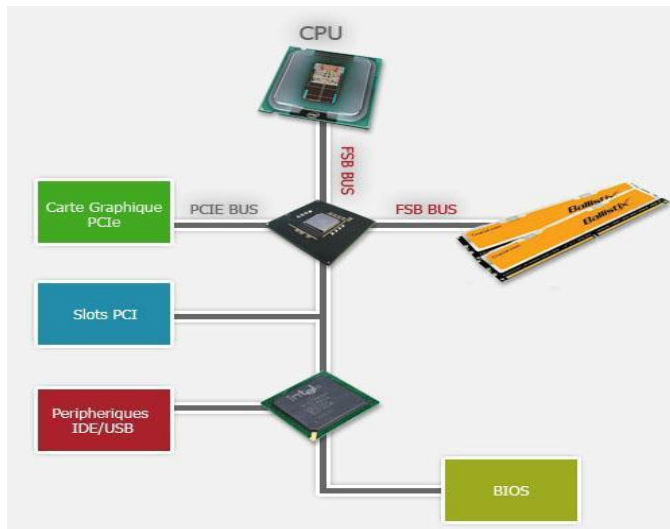 CPU
FSB BUS
Carte Graphique
PCIe
PCIE BUS
FSB BUS
Ballistix
Ballistix
Slots PCI
intel
Peripheriques
IDE/USB
BIOS